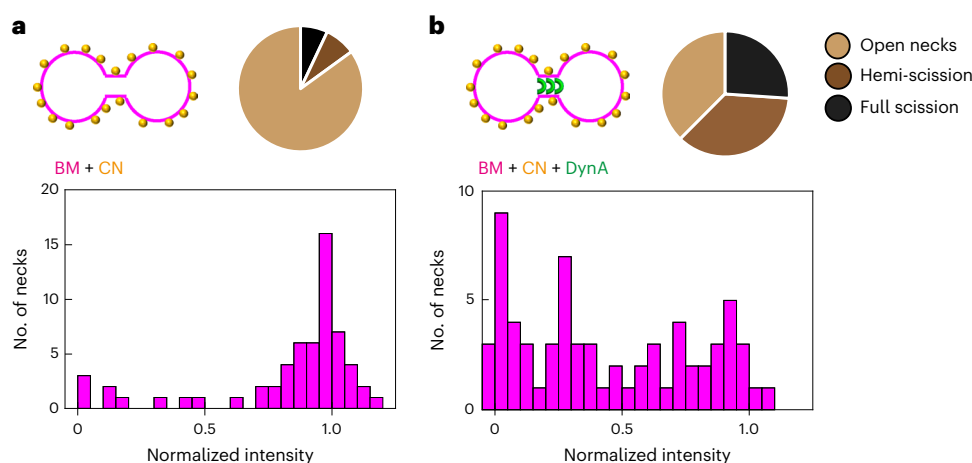 a
BM + CN
20
15
10
5
0
No. of necks
0 0.5 1.0
Normalized intensity
b
BM + CN + DynA
10
5
0
No. of necks
0 0.5 1.0
Normalized intensity
Open necks
Hemi-scission
Full scission